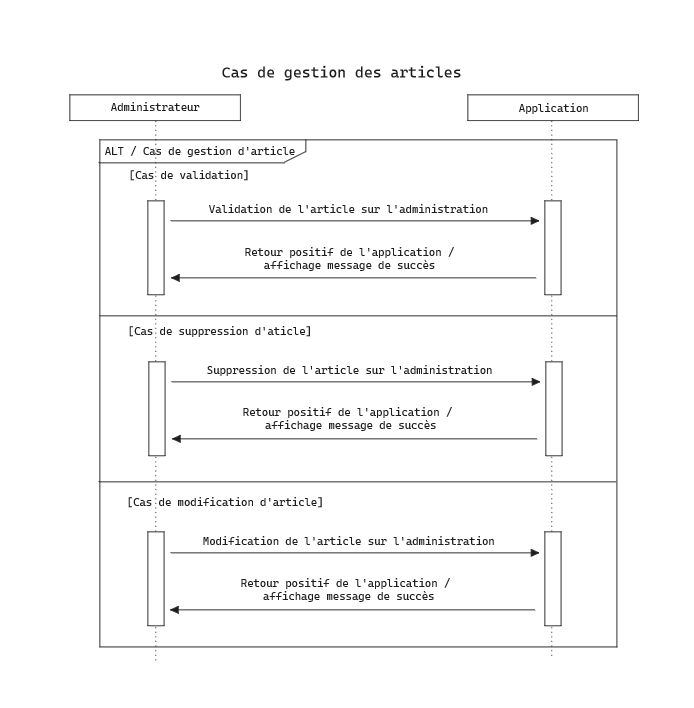 Cas de gestion des articles
Administrateur
Application
ALT / Cas de gestion d'article
[Cas de validation]
Validation de l'article sur l'administration
Retour positif de l'application /
affichage message de succès
[Cas de suppression d'aticle]
Suppression de l'article sur l'administration
Retour positif de l'application /
affichage message de succès
[Cas de modification d'article]
Modification de l'article sur l'administration
Retour positif de l'application /
affichage message de succès